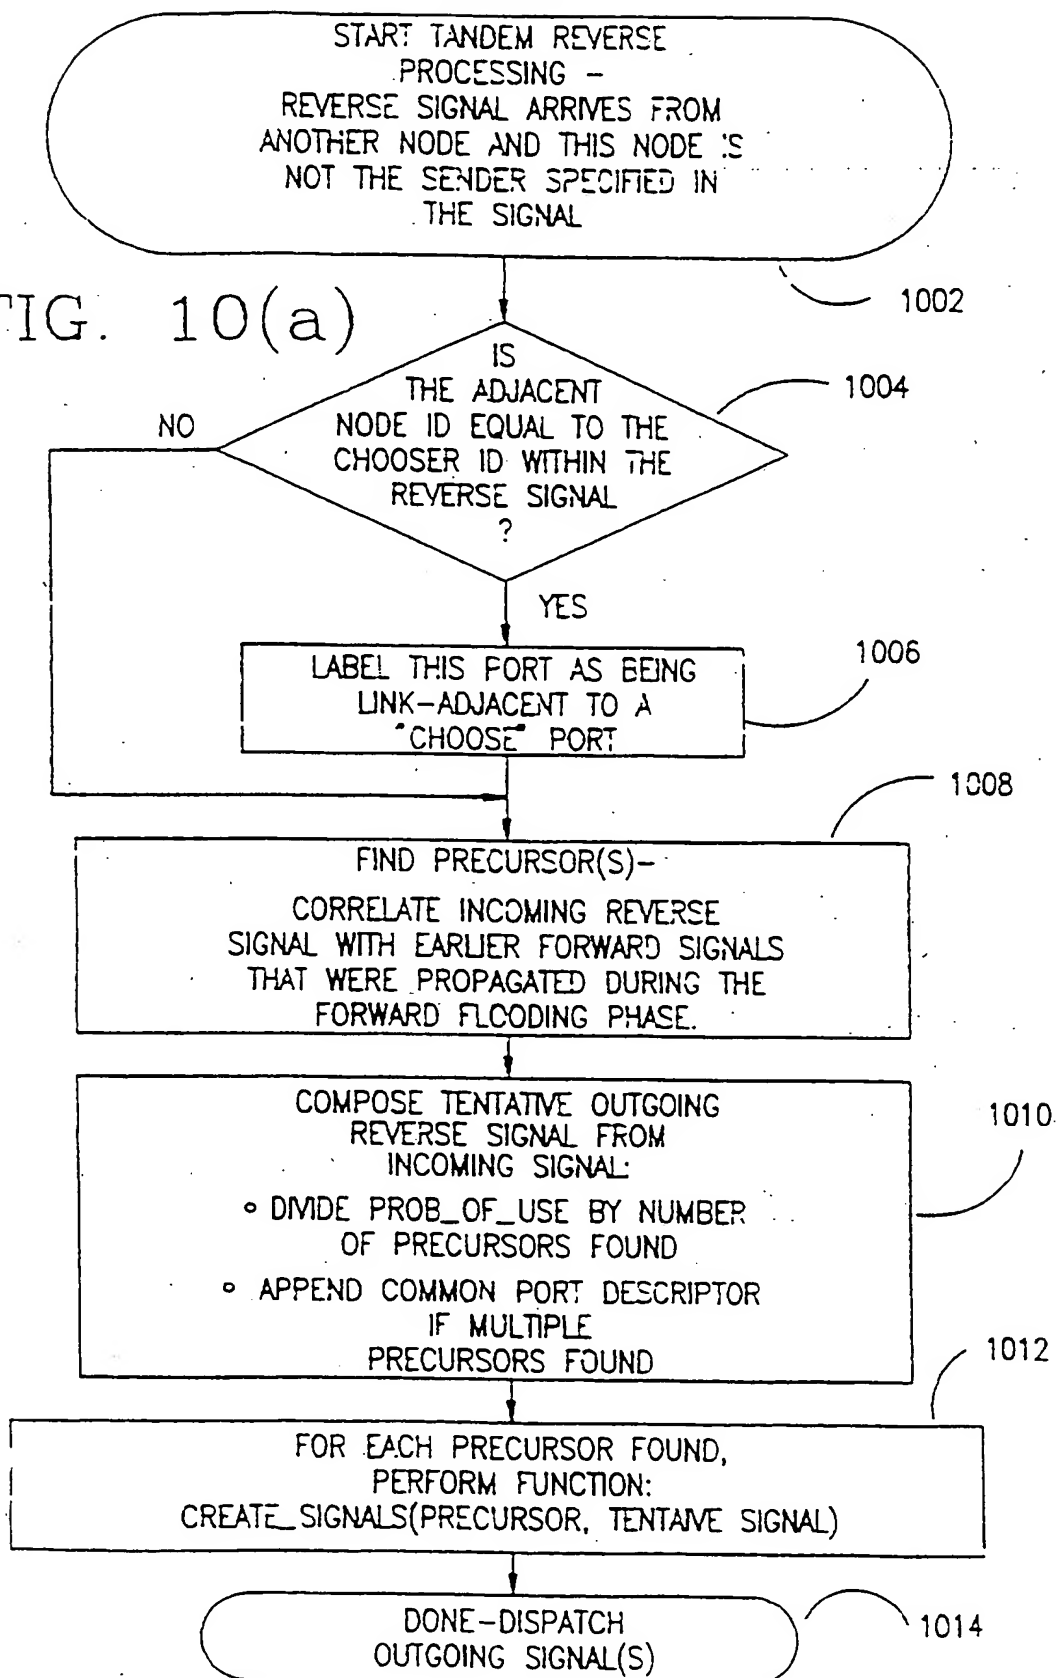 START TANDEM REVERSE
PROCESSING –
REVERSE SIGNAL ARRIVES FROM
ANOTHER NODE AND THIS NODE IS
NOT THE SENDER SPECIFIED IN
THE SIGNAL
1002
FIG. 10(a)
IS
THE ADJACENT
NODE ID EQUAL TO THE
CHOOSER ID WITHIN THE
REVERSE SIGNAL
?
1004
NO
YES
LABEL THIS PORT AS BEING
LINK-ADJACENT TO A
"CHOOSE" PORT
1006
1008
FIND PRECURSOR(S)-
CORRELATE INCOMING REVERSE
SIGNAL WITH EARLIER FORWARD SIGNALS
THAT WERE PROPAGATED DURING THE
FORWARD FLOODING PHASE.
COMPOSE TENTATIVE OUTGOING
REVERSE SIGNAL FROM
INCOMING SIGNAL:
° DIVIDE PROB_OF_USE BY NUMBER
OF PRECURSORS FOUND
° APPEND COMMON PORT DESCRIPTOR
IF MULTIPLE
PRECURSORS FOUND
1010
1012
FOR EACH PRECURSOR FOUND,
PERFORM FUNCTION:
CREATE_SIGNALS(PRECURSOR, TENTAIVE SIGNAL)
DONE-DISPATCH
OUTGOING SIGNAL(S)
1014